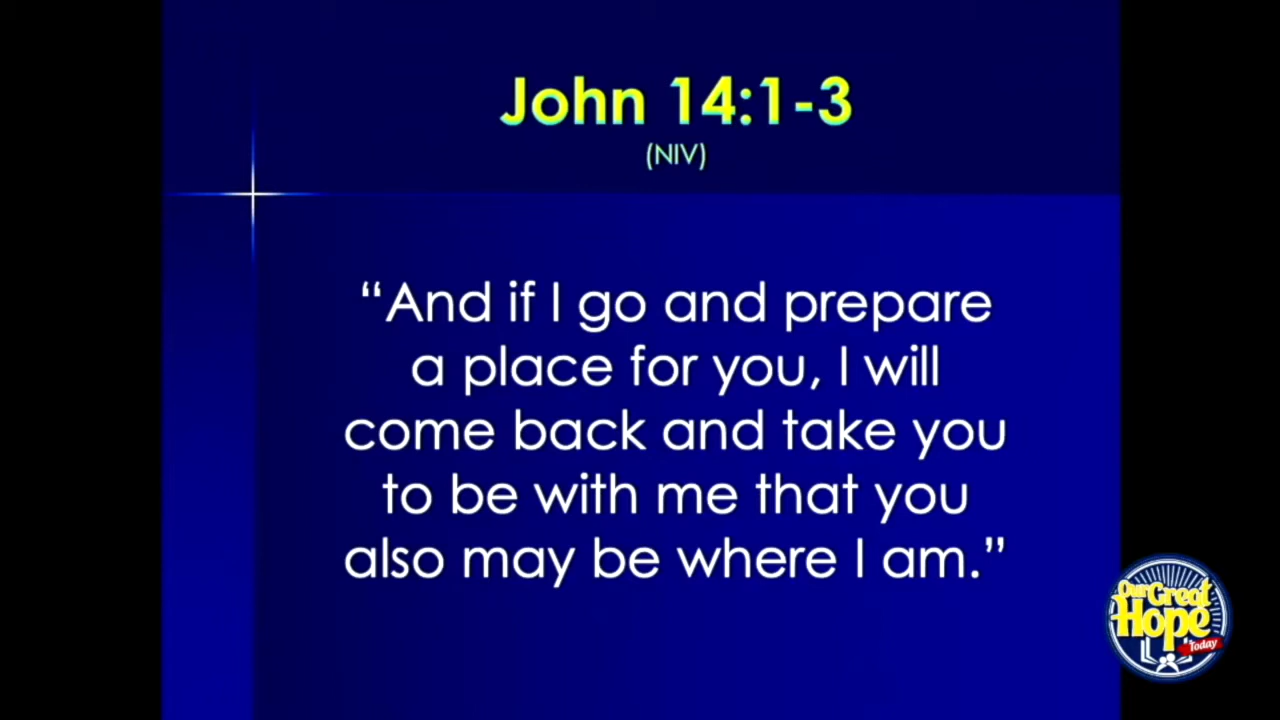 John 14:1-3
(NIV)
“And if I go and prepare
a place for you, I will
come back and take you
to be with me that you
also may be where I am.”
Our Great
Hope
Today